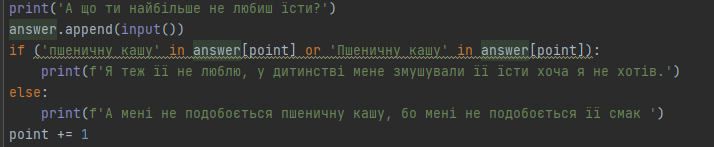 print('А що ти найбільше не любиш їсти?')
answer.append(input())
if ('пшеничну кашу' in answer[point] or 'Пшеничну кашу' in answer[point]):
    print(f'Я теж її не люблю, у дитинстві мене змушували її їсти хоча я не хотів.')
else:
    print(f'А мені не подобається пшеничну кашу, бо мені не подобається її смак ')
point += 1